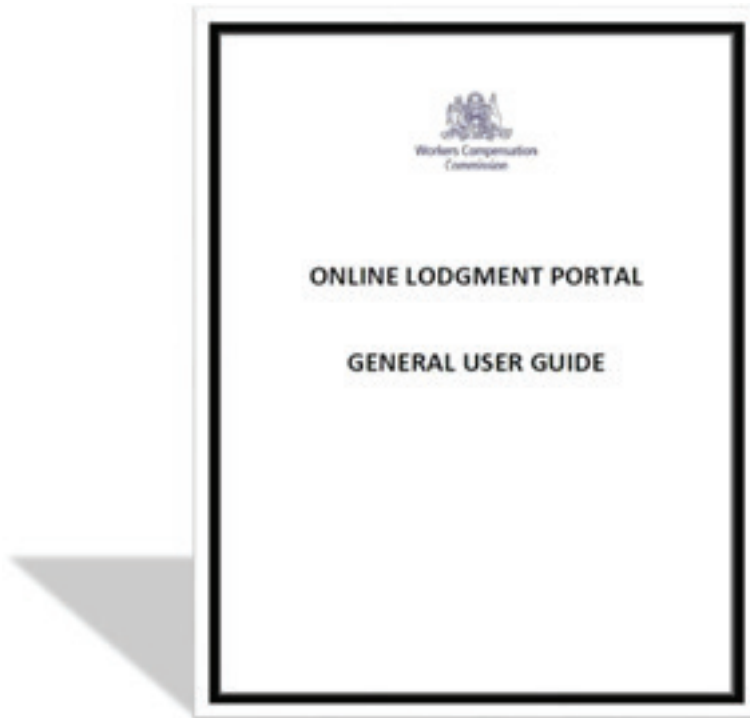 Workers Compensation
Commission
ONLINE LODGMENT PORTAL
GENERAL USER GUIDE